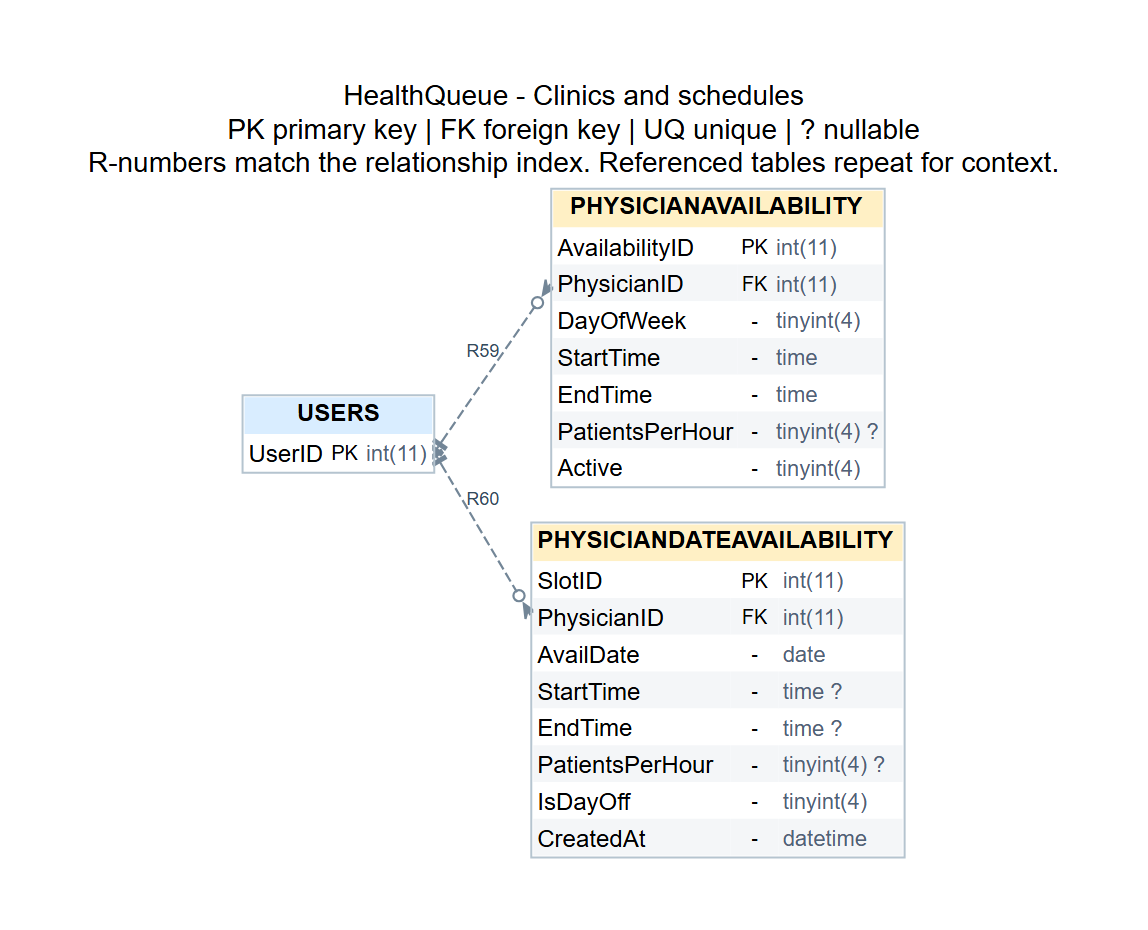 HealthQueue - Clinics and schedules
PK primary key | FK foreign key | UQ unique | ? nullable
R-numbers match the relationship index. Referenced tables repeat for context.
PHYSICIANAVAILABILITY
AvailabilityID PK int(11)
PhysicianID FK int(11)
DayOfWeek - tinyint(4)
StartTime - time
EndTime - time
PatientsPerHour - tinyint(4) ?
Active - tinyint(4)
R59
USERS
UserID PK int(11)
R60
PHYSICIANDATEAVAILABILITY
SlotID PK int(11)
PhysicianID FK int(11)
AvailDate - date
StartTime - time ?
EndTime - time ?
PatientsPerHour - tinyint(4) ?
IsDayOff - tinyint(4)
CreatedAt - datetime